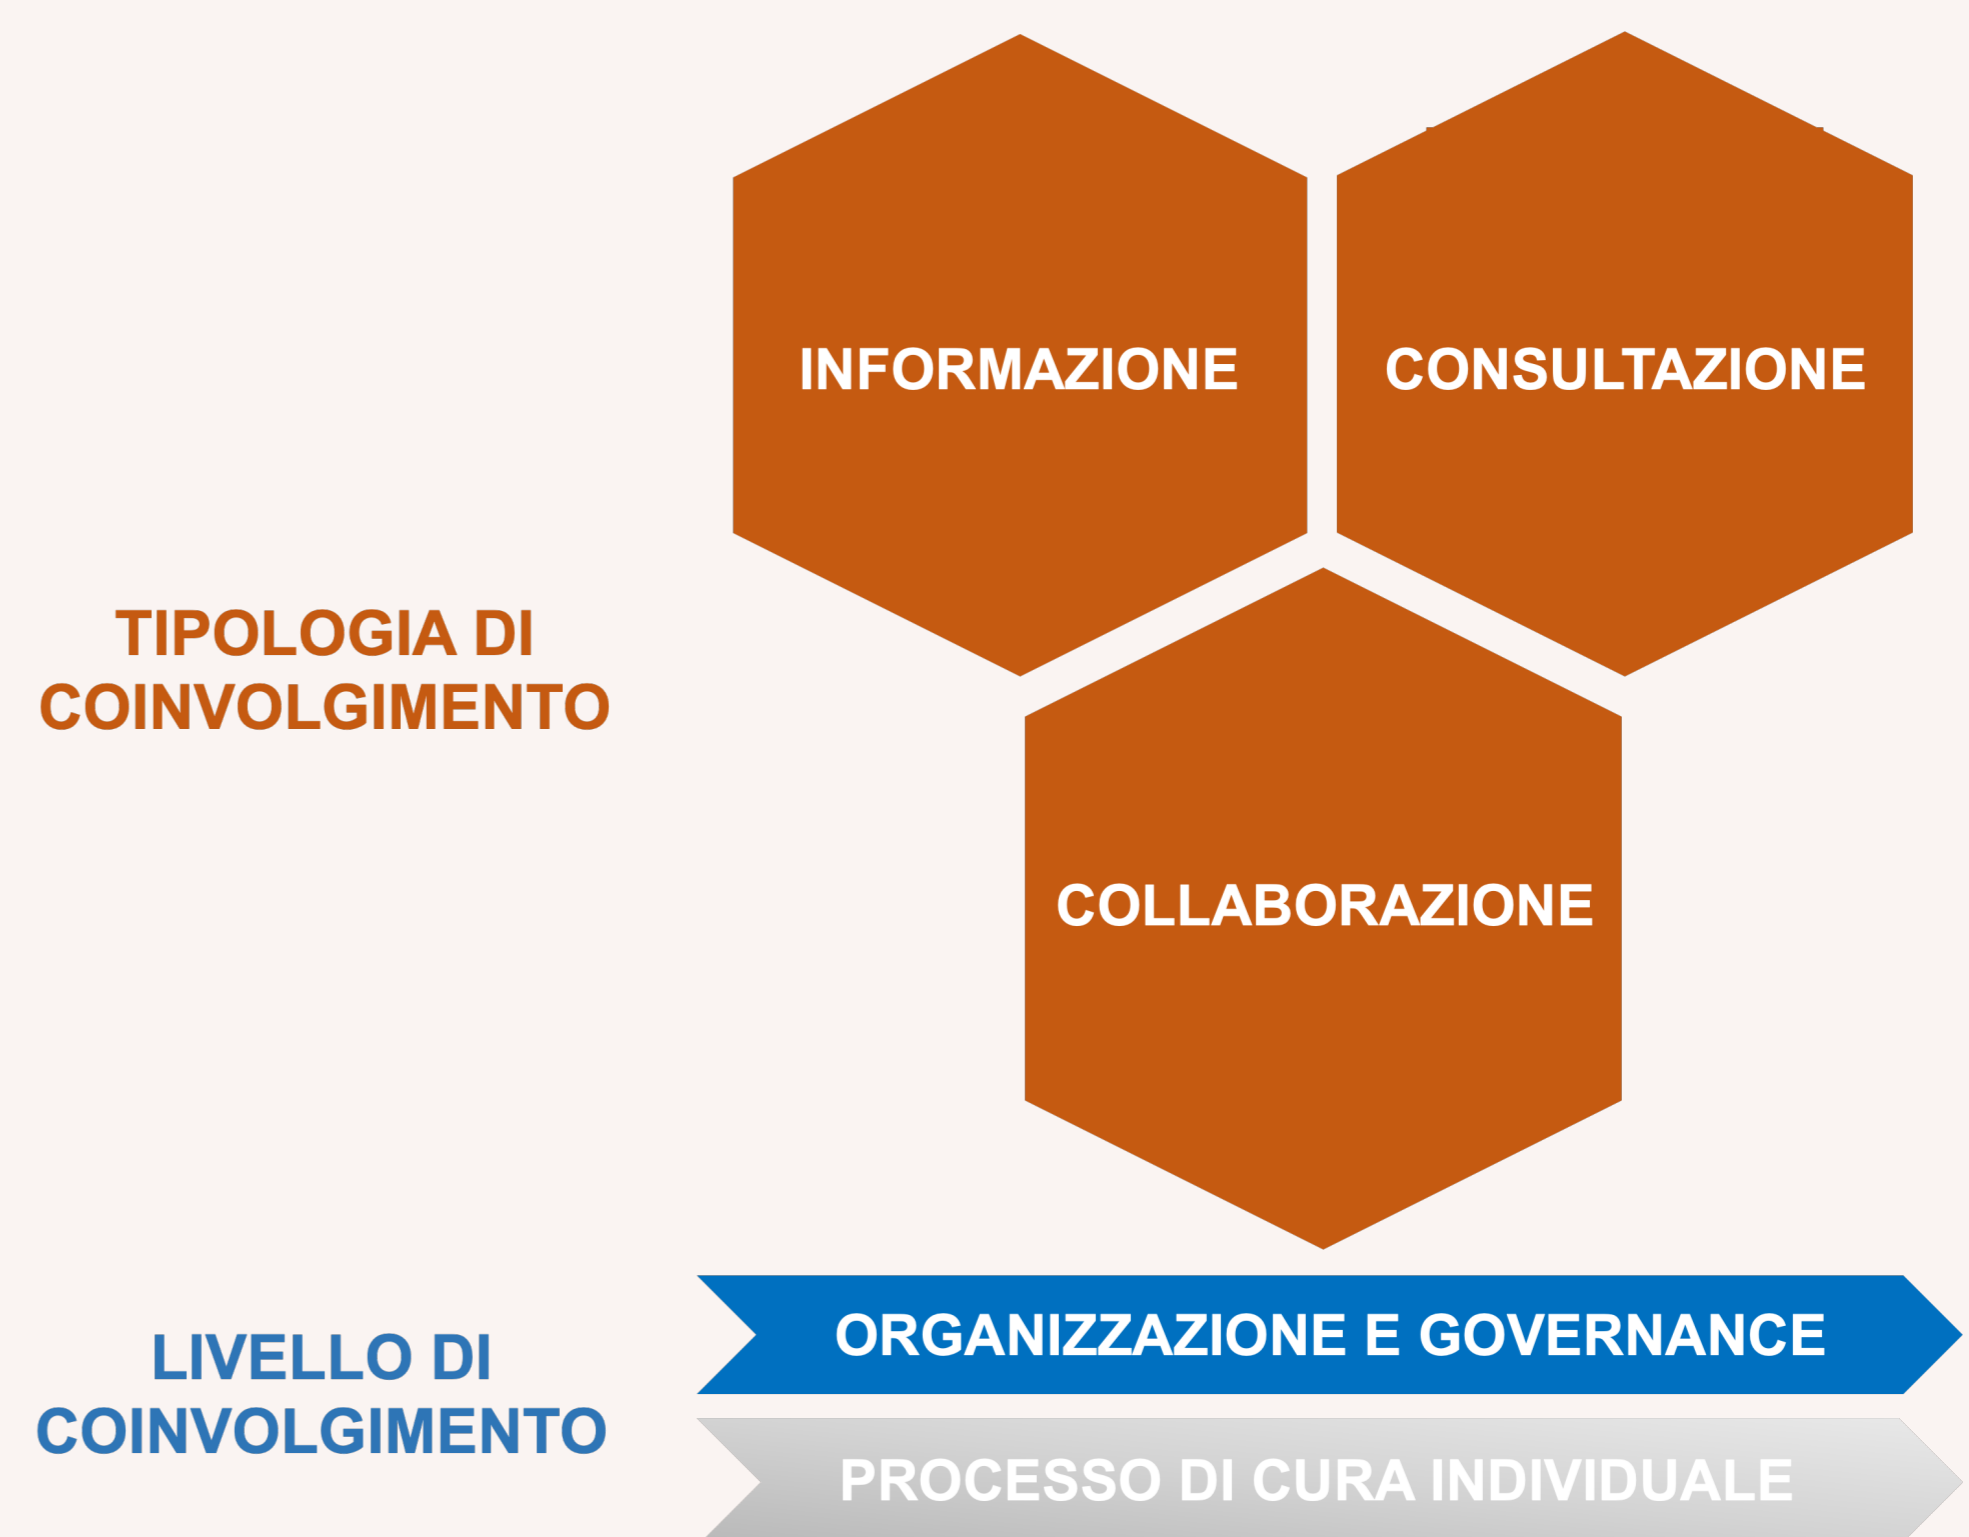 INFORMAZIONE
CONSULTAZIONE
TIPOLOGIA DI
COINVOLGIMENTO
COLLABORAZIONE
ORGANIZZAZIONE E GOVERNANCE
LIVELLO DI
COINVOLGIMENTO
PROCESSO DI CURA INDIVIDUALE